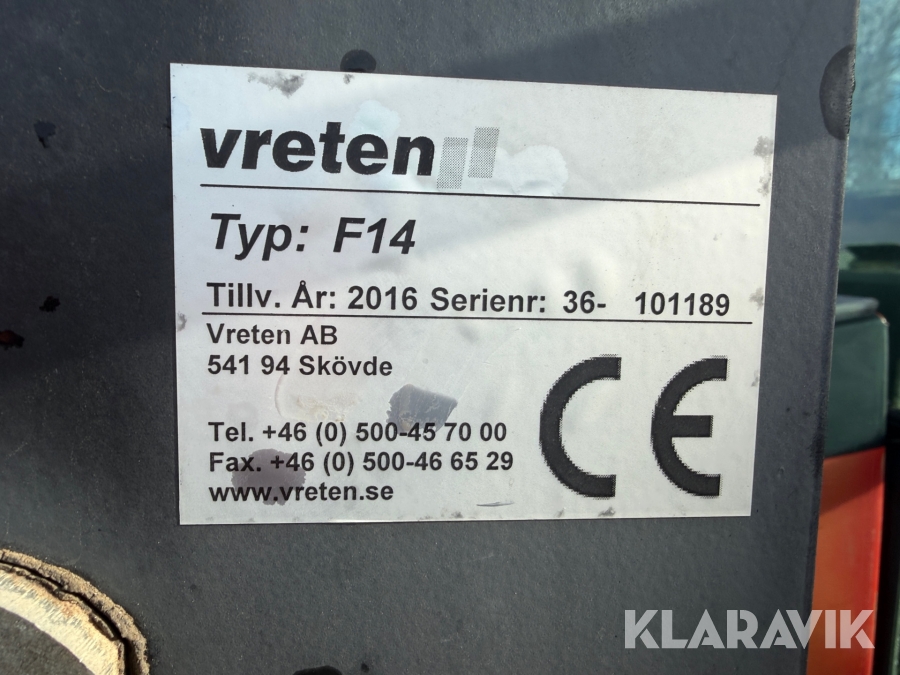 vreten
Typ: F14
Tillv. År: 2016 Serienr: 36- 101189
Vreten AB
541 94 Skövde
Tel. +46 (0) 500-45 70 00
Fax. +46 (0) 500-46 65 29
www.vreten.se
CE
KLARAVIK